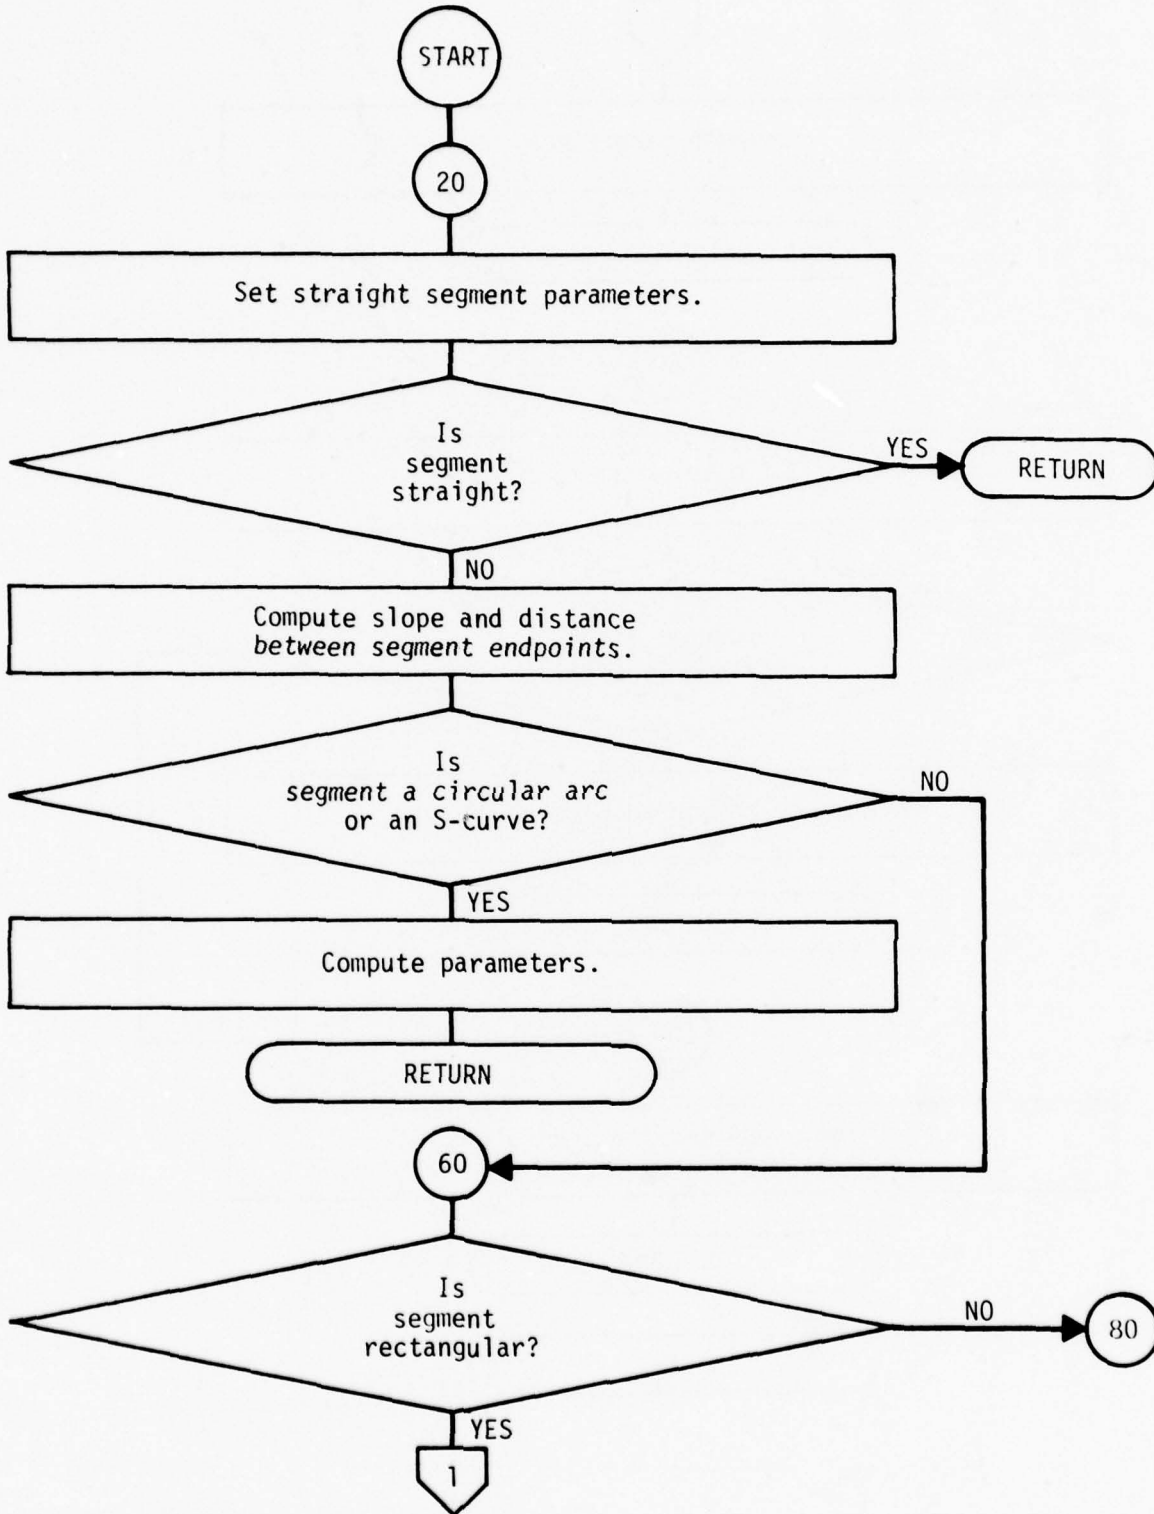 START
20
Set straight segment parameters.
Is
segment
straight?
YES
RETURN
NO
Compute slope and distance
between segment endpoints.
Is
segment a circular arc
or an S-curve?
NO
YES
Compute parameters.
RETURN
60
Is
segment
rectangular?
NO
80
YES
1